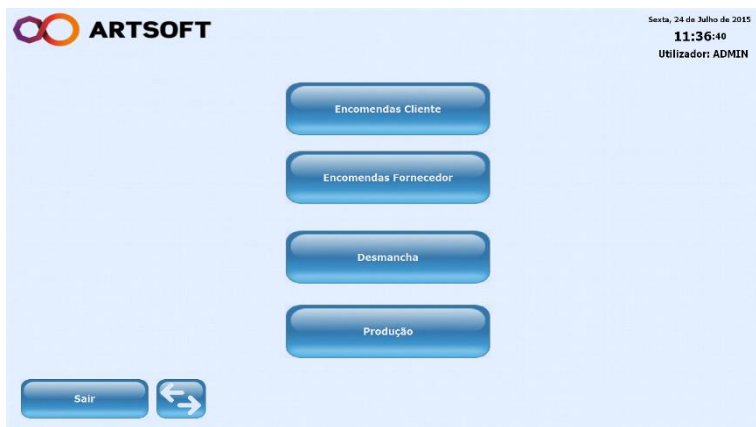 ARTSOFT
Sexta, 24 de Julho de 2015
11:36:40
Utilizador: ADMIN
Encomendas Cliente
Encomendas Fornecedor
Desmancha
Produção
Sair